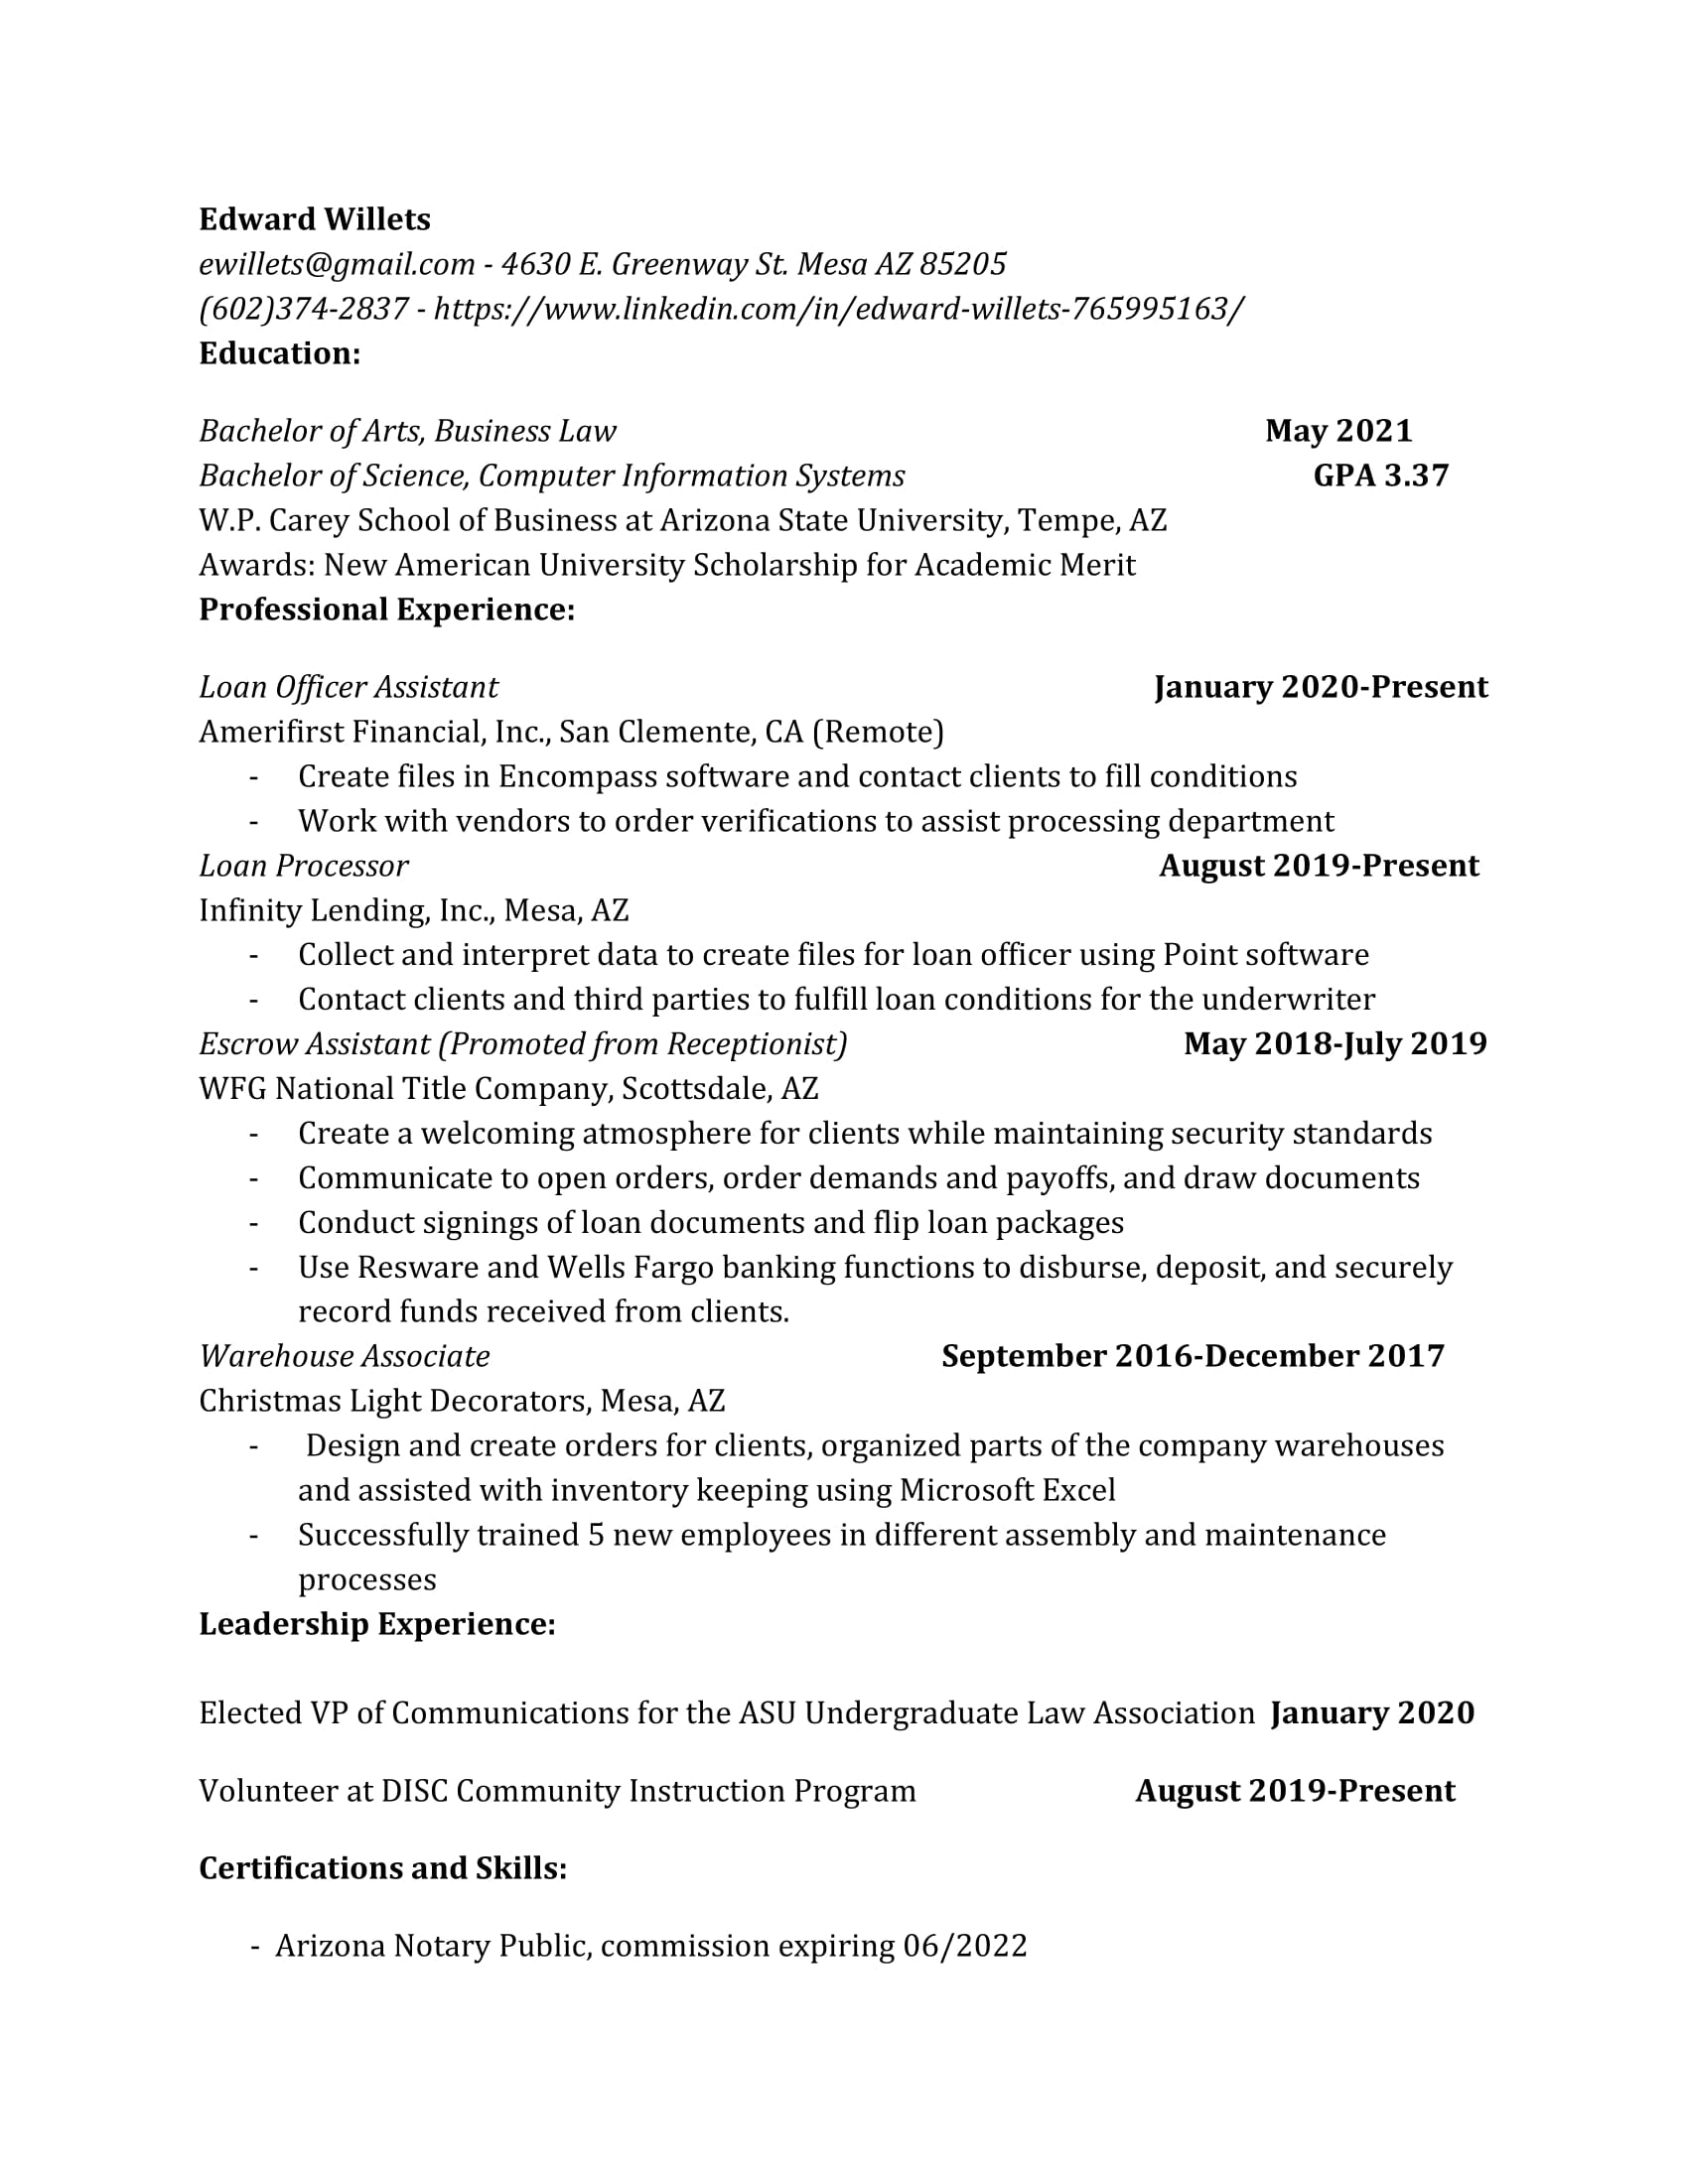 Edward Willets
ewillets@gmail.com - 4630 E. Greenway St. Mesa AZ 85205
(602)374-2837 - https://www.linkedin.com/in/edward-willets-765995163/
Education:
Bachelor of Arts, Business Law May 2021
Bachelor of Science, Computer Information Systems GPA 3.37
W.P. Carey School of Business at Arizona State University, Tempe, AZ
Awards: New American University Scholarship for Academic Merit
Professional Experience:
Loan Officer Assistant January 2020-Present
Amerifirst Financial, Inc., San Clemente, CA (Remote)
- Create files in Encompass software and contact clients to fill conditions
- Work with vendors to order verifications to assist processing department
Loan Processor August 2019-Present
Infinity Lending, Inc., Mesa, AZ
- Collect and interpret data to create files for loan officer using Point software
- Contact clients and third parties to fulfill loan conditions for the underwriter
Escrow Assistant (Promoted from Receptionist) May 2018-July 2019
WFG National Title Company, Scottsdale, AZ
- Create a welcoming atmosphere for clients while maintaining security standards
- Communicate to open orders, order demands and payoffs, and draw documents
- Conduct signings of loan documents and flip loan packages
- Use Resware and Wells Fargo banking functions to disburse, deposit, and securely
record funds received from clients.
Warehouse Associate September 2016-December 2017
Christmas Light Decorators, Mesa, AZ
- Design and create orders for clients, organized parts of the company warehouses
and assisted with inventory keeping using Microsoft Excel
- Successfully trained 5 new employees in different assembly and maintenance
processes
Leadership Experience:
Elected VP of Communications for the ASU Undergraduate Law Association January 2020
Volunteer at DISC Community Instruction Program August 2019-Present
Certifications and Skills:
- Arizona Notary Public, commission expiring 06/2022